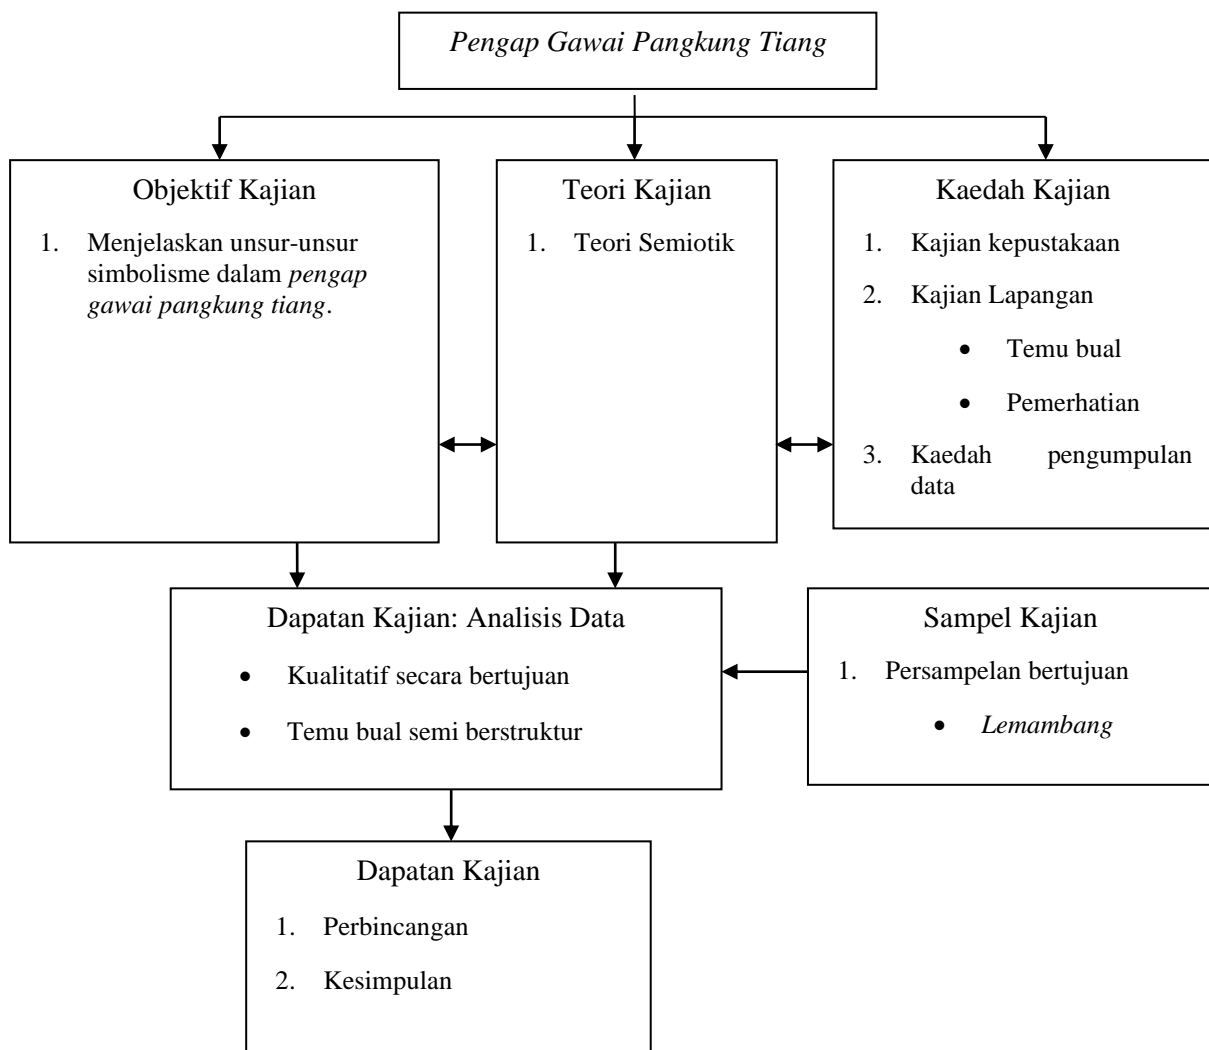 Pengap Gawai Pangkung Tiang
Objektif Kajian
1. Menjelaskan unsur-unsur
simbolisme dalam pengap
gawai pangkung tiang.
Teori Kajian
1. Teori Semiotik
Kaedah Kajian
1. Kajian kepustakaan
2. Kajian Lapangan
• Temu bual
• Pemerhatian
3. Kaedah pengumpulan
data
Dapatan Kajian: Analisis Data
• Kualitatif secara bertujuan
• Temu bual semi berstruktur
Sampel Kajian
1. Persampelan bertujuan
• Lemambang
Dapatan Kajian
1. Perbincangan
2. Kesimpulan